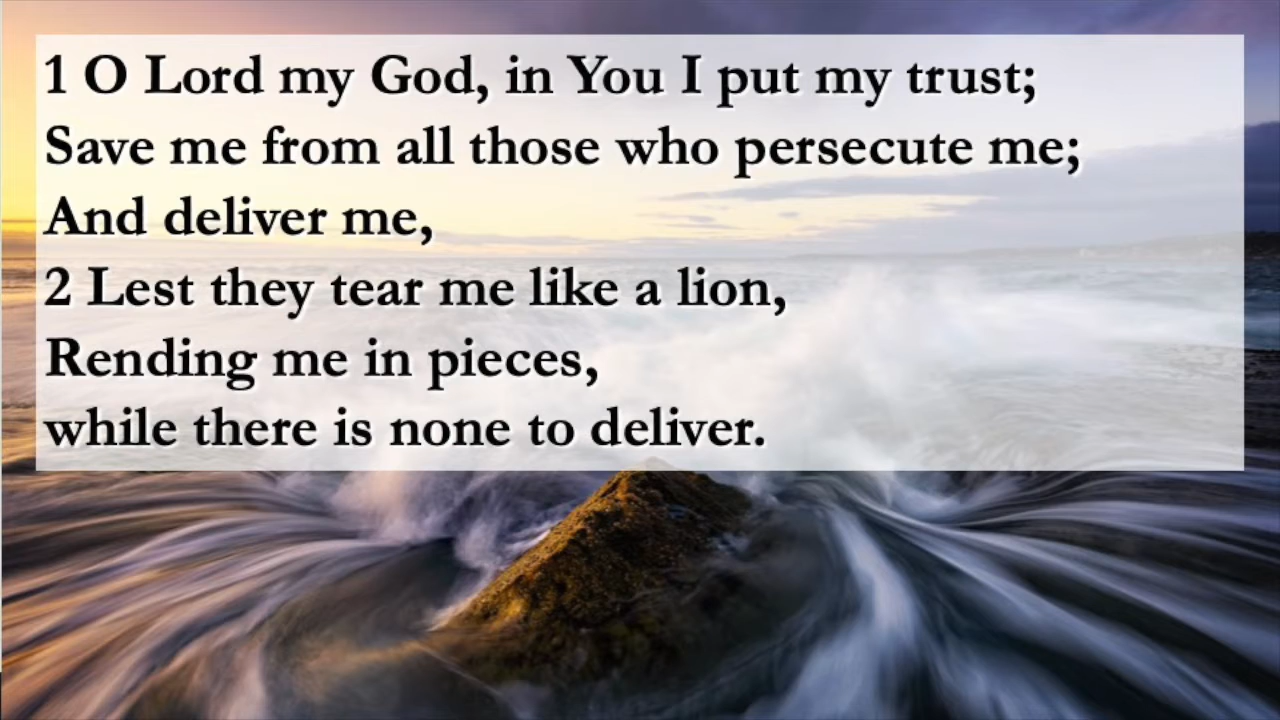 1 O Lord my God, in You I put my trust;
Save me from all those who persecute me;
And deliver me,
2 Lest they tear me like a lion,
Rending me in pieces,
while there is none to deliver.